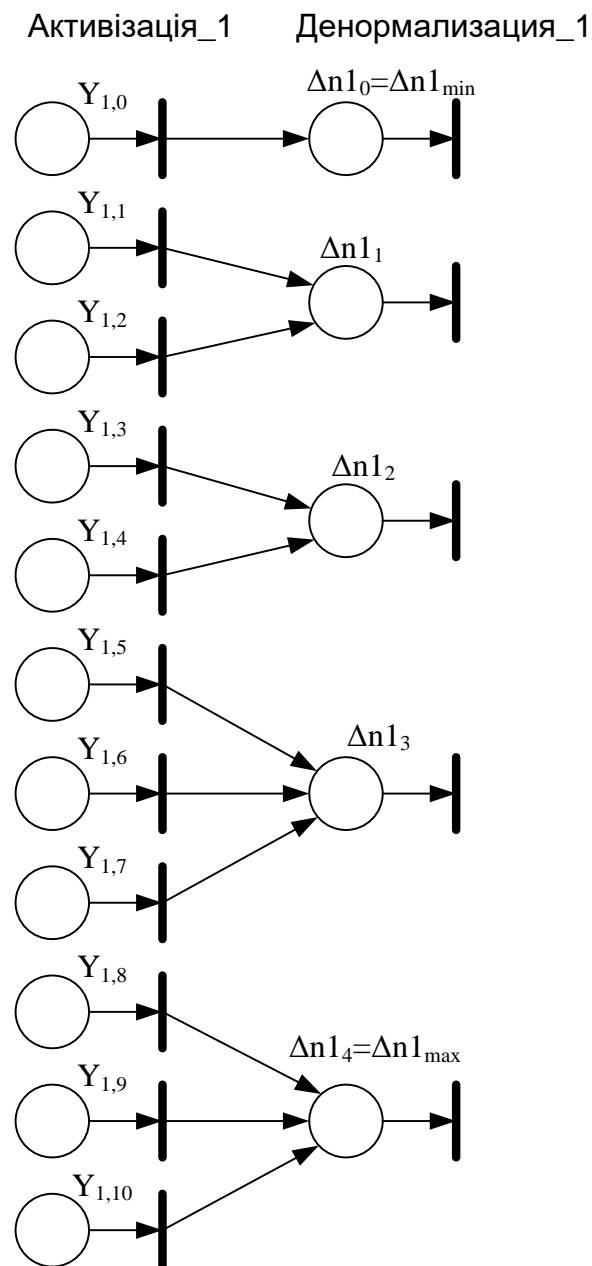 Активізація_1 Денормализация_1
Y1,0 Δn1₀=Δn1min
Y1,1
Δn1₁
Y1,2
Y1,3
Δn1₂
Y1,4
Y1,5
Δn1₃
Y1,6
Y1,7
Y1,8
Δn1₄=Δn1max
Y1,9
Y1,10